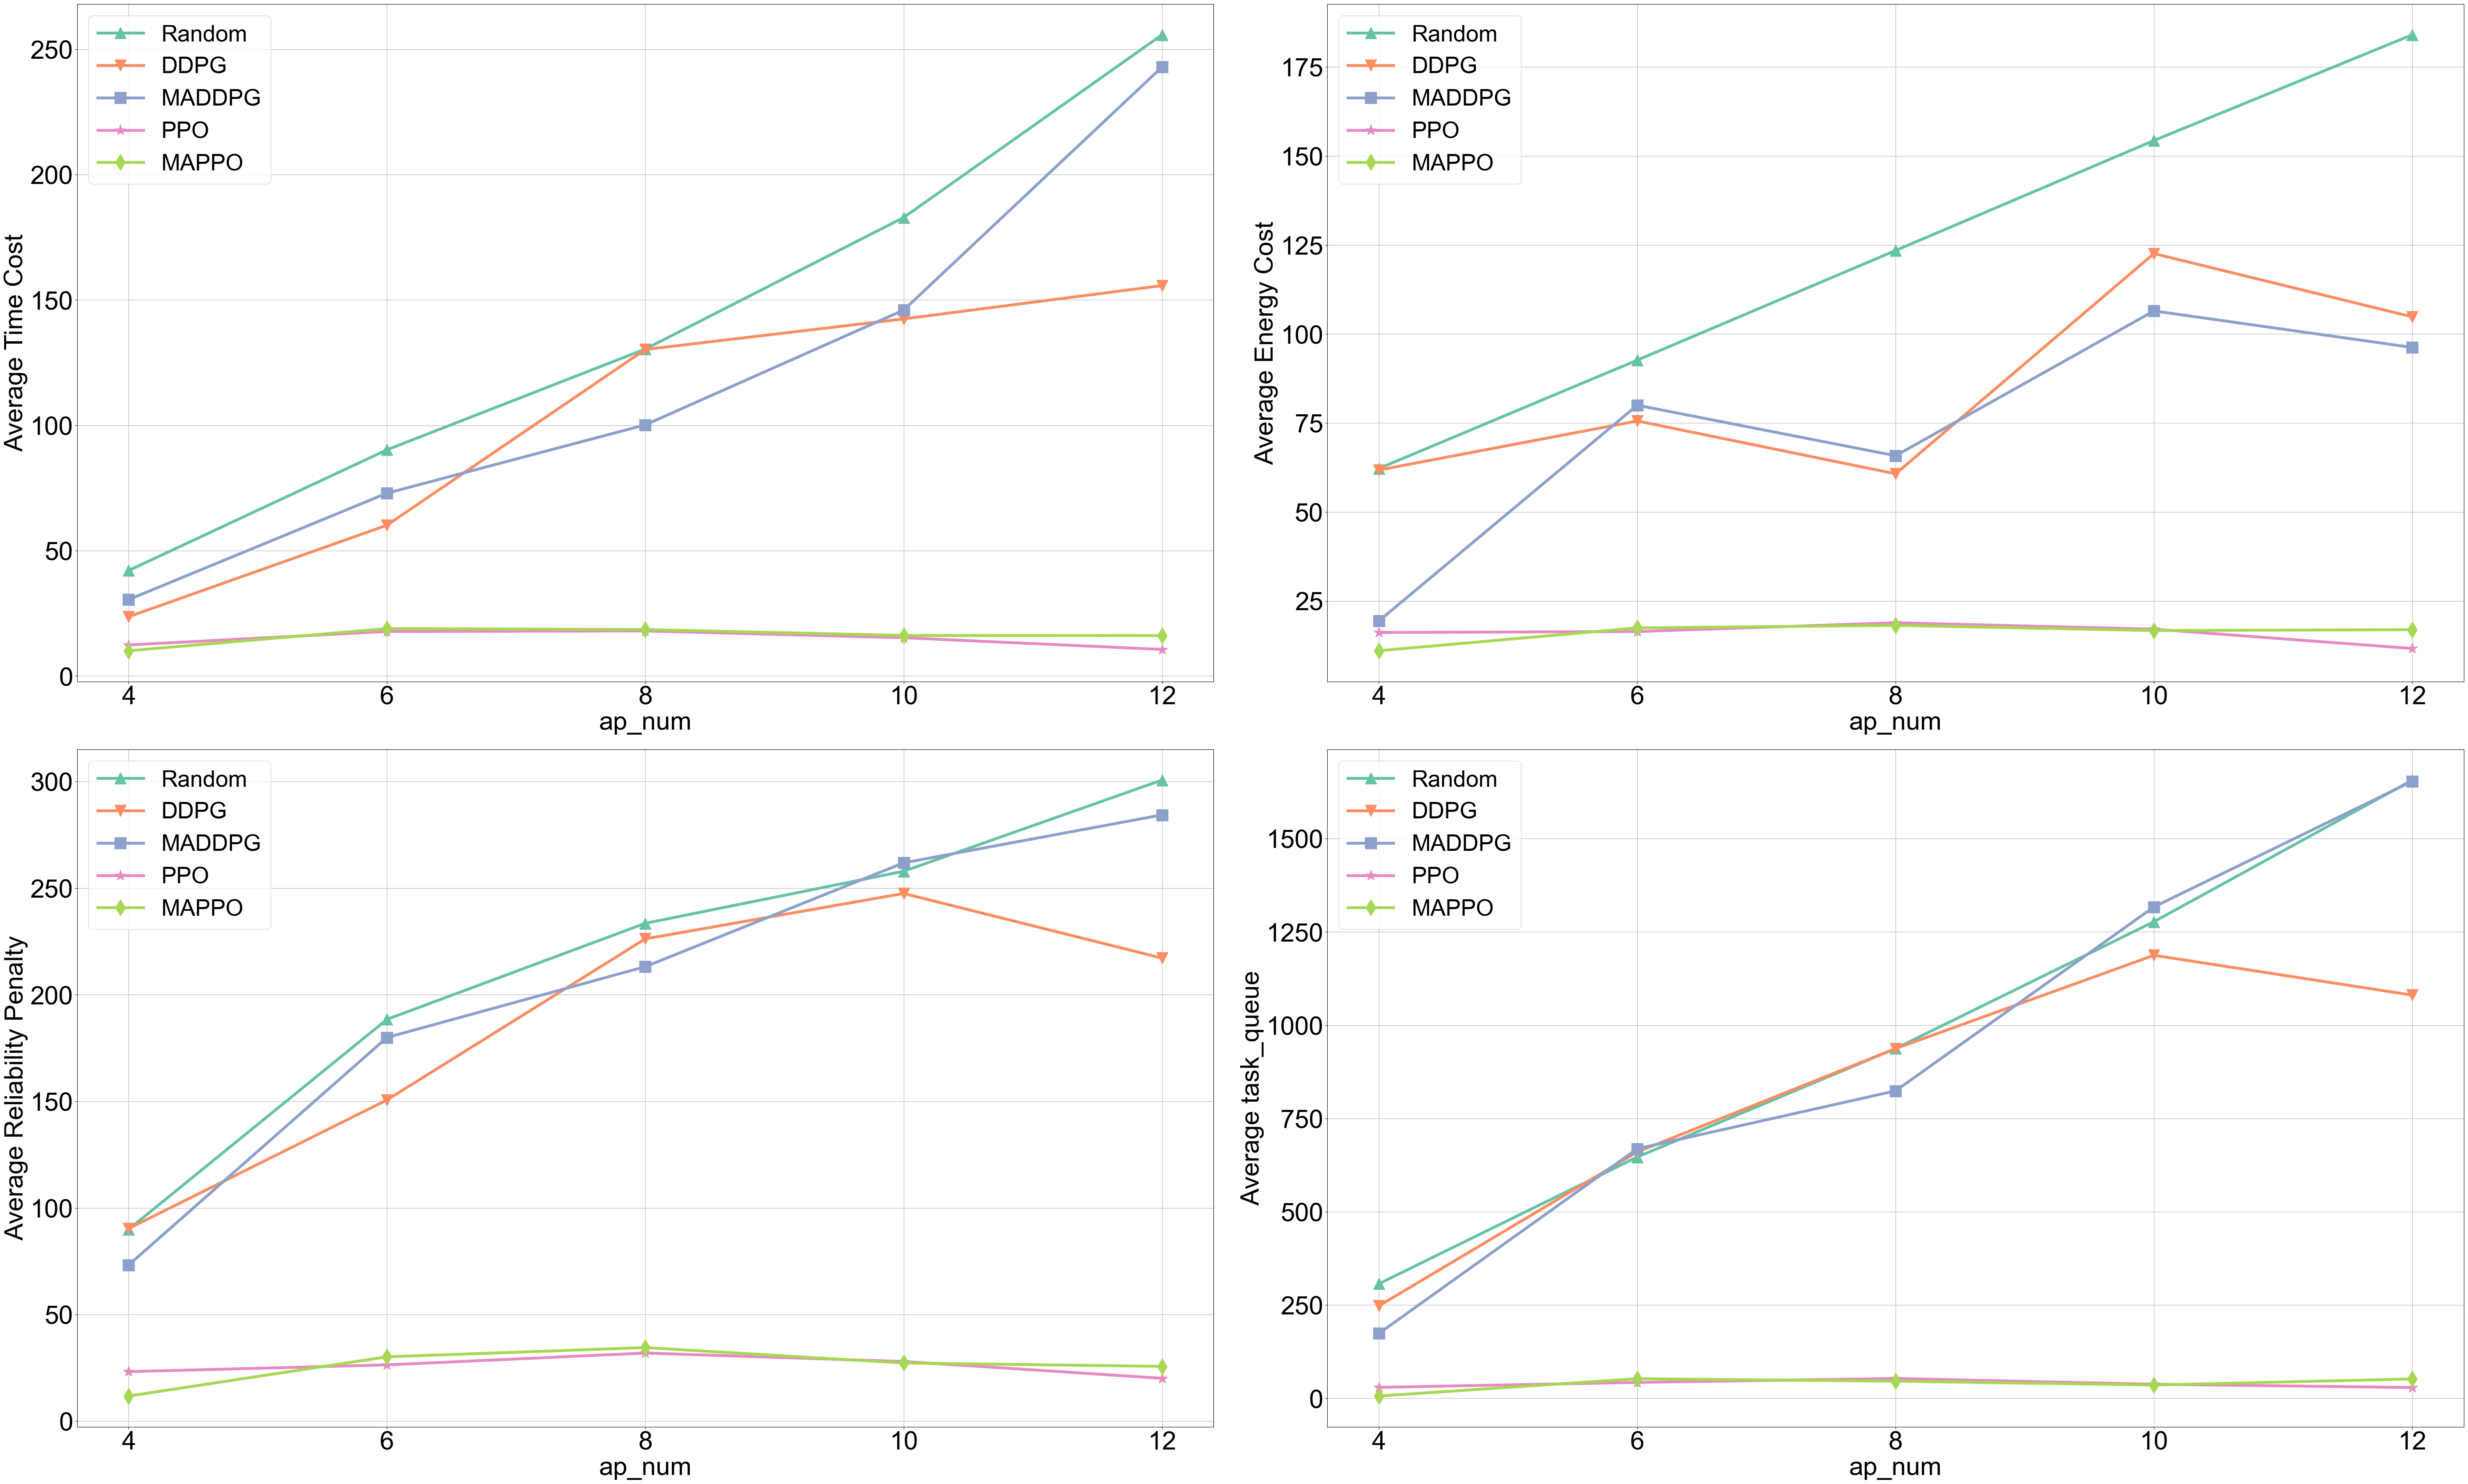 Average Time Cost
250
200
150
100
50
0
Random
DDPG
MADDPG
PPO
MAPPO
4 6 8 10 12
ap_num
Average Energy Cost
175
150
125
100
75
50
25
Random
DDPG
MADDPG
PPO
MAPPO
4 6 8 10 12
ap_num
Average Reliability Penalty
300
250
200
150
100
50
0
Random
DDPG
MADDPG
PPO
MAPPO
4 6 8 10 12
ap_num
Average task_queue
1500
1250
1000
750
500
250
0
Random
DDPG
MADDPG
PPO
MAPPO
4 6 8 10 12
ap_num